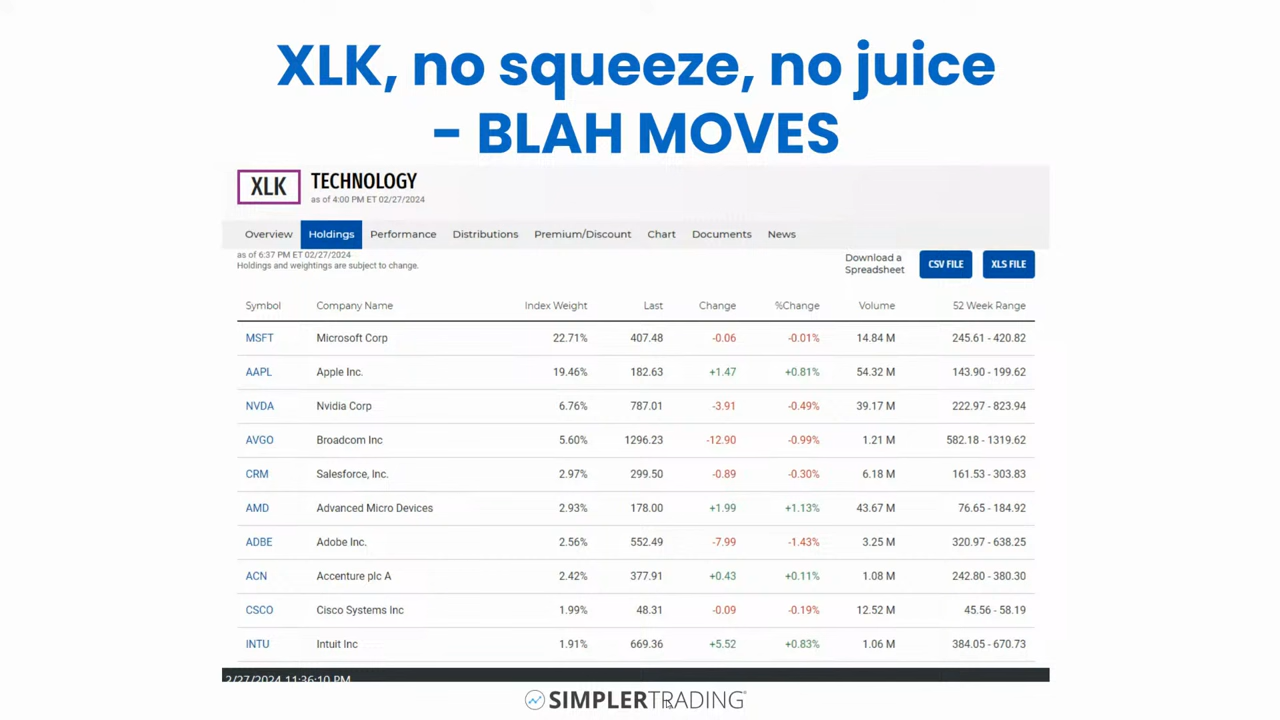 XLK, no squeeze, no juice
- BLAH MOVES
XLK TECHNOLOGY
as of 4:00 PM ET 02/27/2024
Overview Holdings Performance Distributions Premium/Discount Chart Documents News
as of 6:37 PM ET 02/27/2024
Holdings and weightings are subject to change.
Download a
Spreadsheet
CSV FILE XLS FILE
Symbol Company Name Index Weight Last Change %Change Volume 52 Week Range
MSFT Microsoft Corp 22.71% 407.48 -0.06 -0.01% 14.84 M 245.61 - 420.82
AAPL Apple Inc. 19.46% 182.63 +1.47 +0.81% 54.32 M 143.90 - 199.62
NVDA Nvidia Corp 6.76% 787.01 -3.91 -0.49% 39.17 M 222.97 - 823.94
AVGO Broadcom Inc 5.60% 1296.23 -12.90 -0.99% 1.21 M 582.18 - 1319.62
CRM Salesforce, Inc. 2.97% 299.50 -0.89 -0.30% 6.18 M 161.53 - 303.83
AMD Advanced Micro Devices 2.93% 178.00 +1.99 +1.13% 43.67 M 76.65 - 184.92
ADBE Adobe Inc. 2.56% 552.49 -7.99 -1.43% 3.25 M 320.97 - 638.25
ACN Accenture plc A 2.42% 377.91 +0.43 +0.11% 1.08 M 242.80 - 380.30
CSCO Cisco Systems Inc 1.99% 48.31 -0.09 -0.19% 12.52 M 45.56 - 58.19
INTU Intuit Inc 1.91% 669.36 +5.52 +0.83% 1.06 M 384.05 - 670.73
2/27/2024 11:36:10 PM
SIMPLERTRADING®